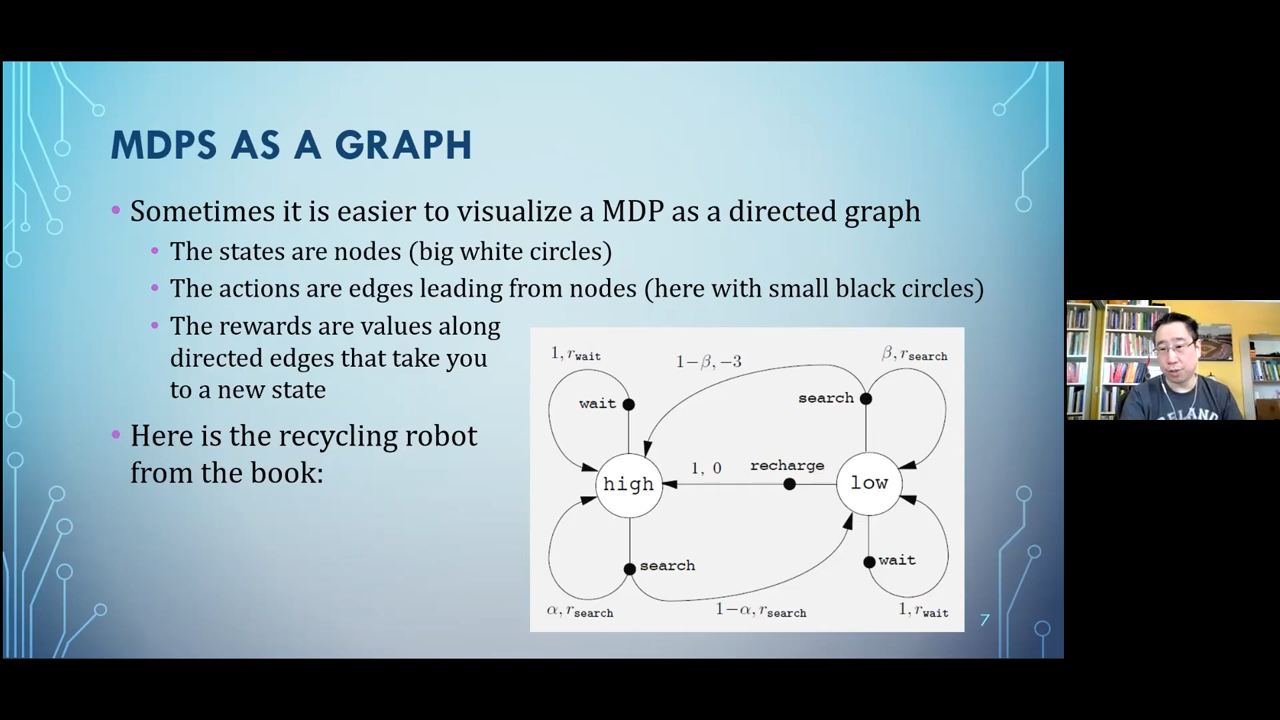 MDPS AS A GRAPH
• Sometimes it is easier to visualize a MDP as a directed graph
• The states are nodes (big white circles)
• The actions are edges leading from nodes (here with small black circles)
• The rewards are values along
directed edges that take you
to a new state
• Here is the recycling robot
from the book:
1, r_wait
1−β, −3
β, r_search
wait
search
high
1, 0
recharge
low
search
wait
α, r_search
1−α, r_search
1, r_wait
7